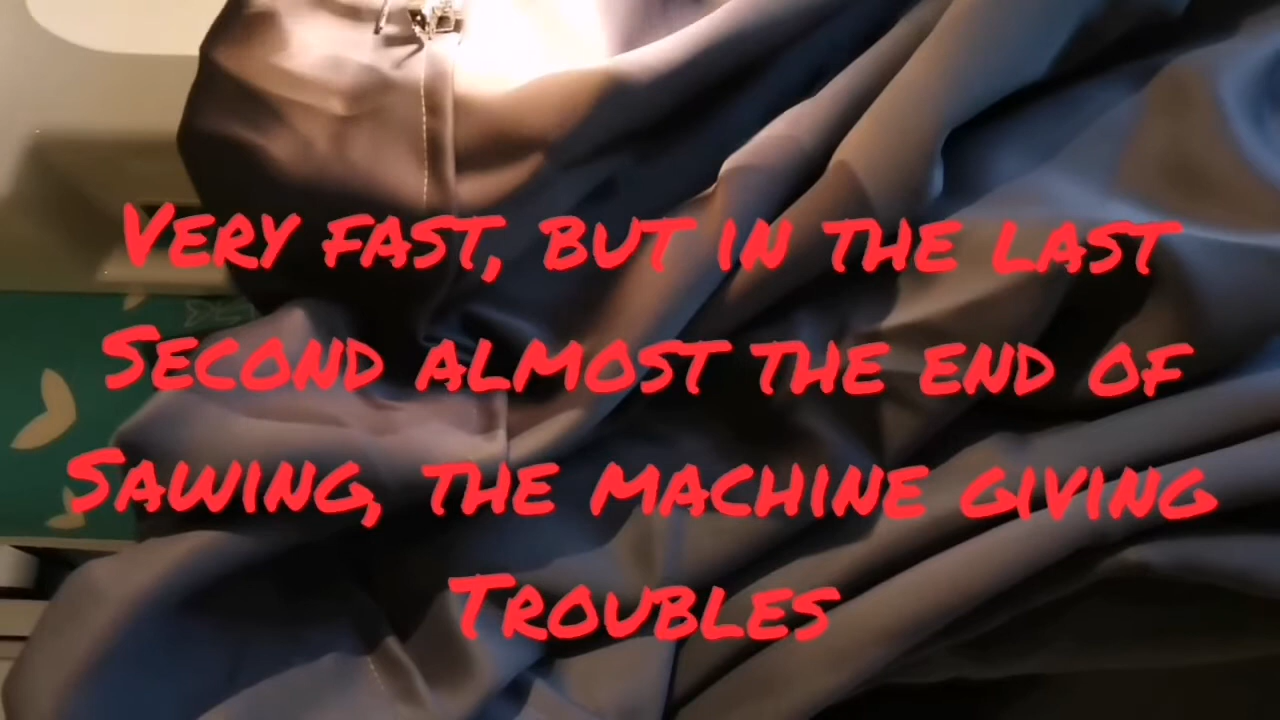 Very fast, but in the last
Second almost the end of
Sawing, the machine giving
Troubles